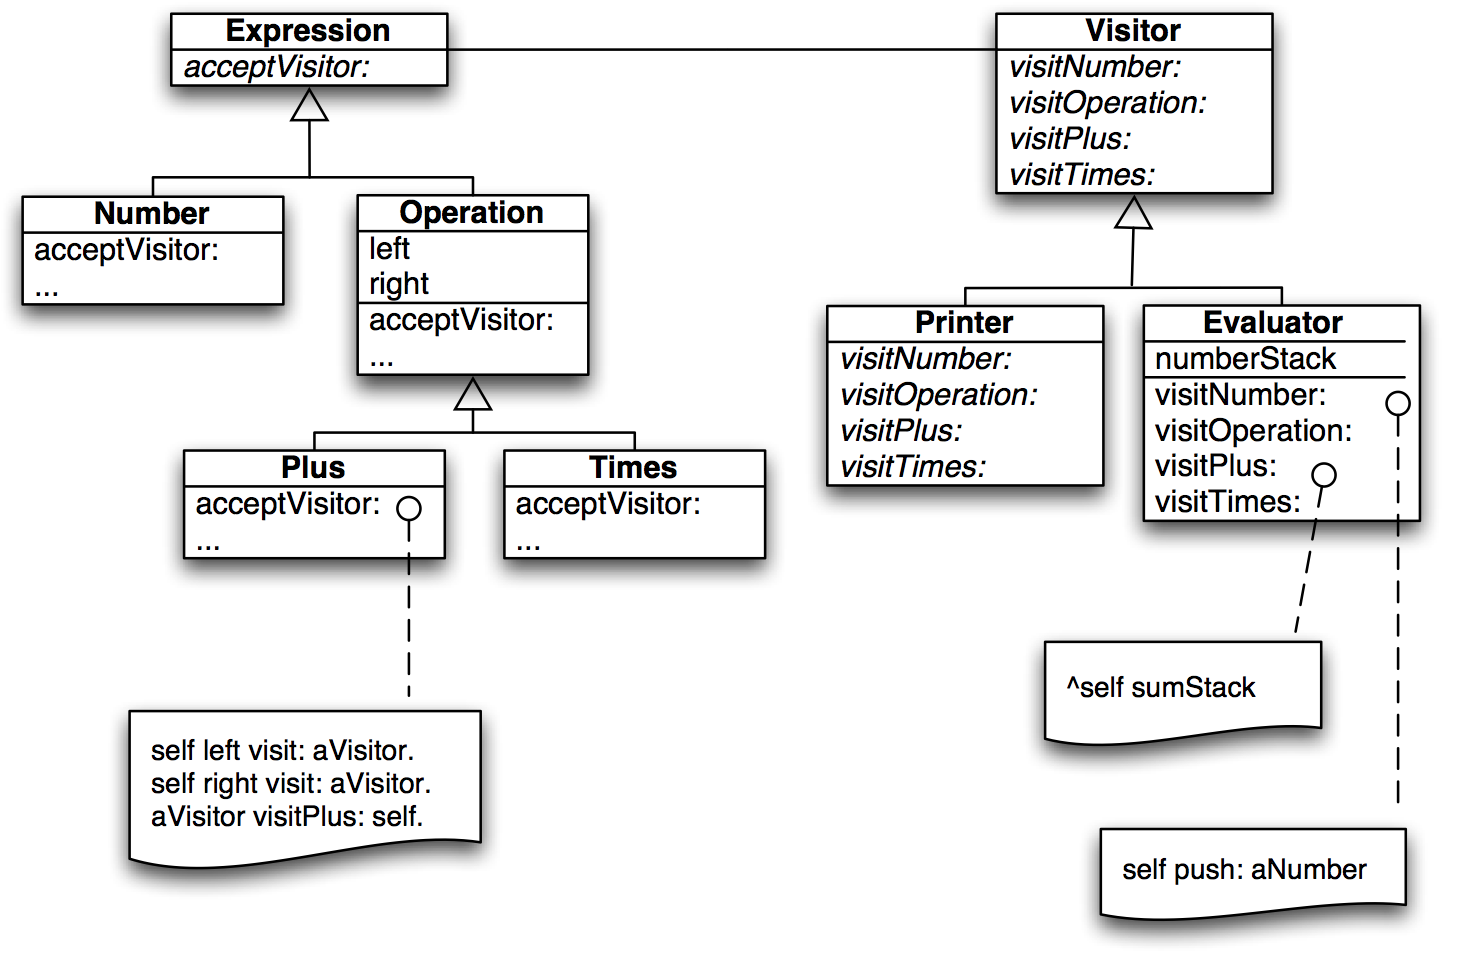 Expression
acceptVisitor:
Visitor
visitNumber:
visitOperation:
visitPlus:
visitTimes:
Number
acceptVisitor:
...
Operation
left
right
acceptVisitor:
...
Printer
visitNumber:
visitOperation:
visitPlus:
visitTimes:
Evaluator
numberStack
visitNumber:
visitOperation:
visitPlus:
visitTimes:
Plus
acceptVisitor:
...
Times
acceptVisitor:
...
self left visit: aVisitor.
self right visit: aVisitor.
aVisitor visitPlus: self.
^self sumStack
self push: aNumber